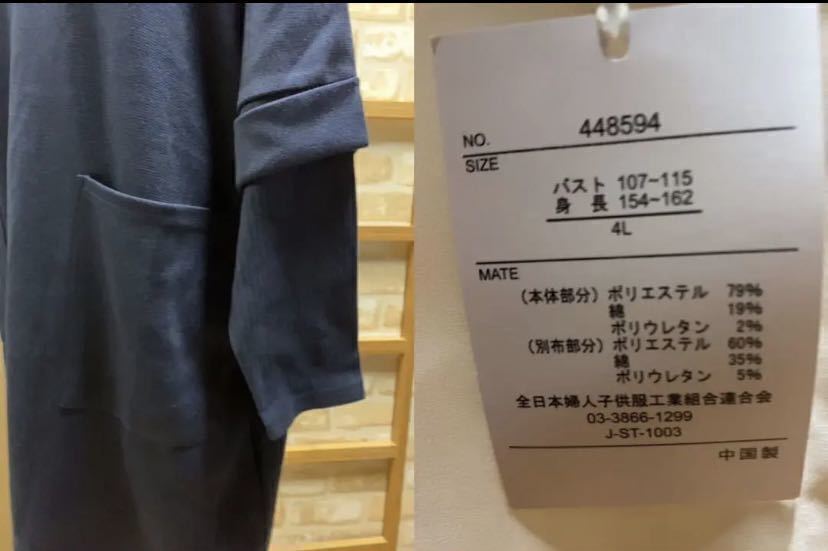 NO. 448594
SIZE
バスト 107~115
身長 154~162
4L
MATE
(本体部分) ポリエステル 79%
綿 19%
ポリウレタン 2%
(別布部分) ポリエステル 60%
綿 35%
ポリウレタン 5%
全日本婦人子供服工業組合連合会
03-3866-1299
J-ST-1003
中国製